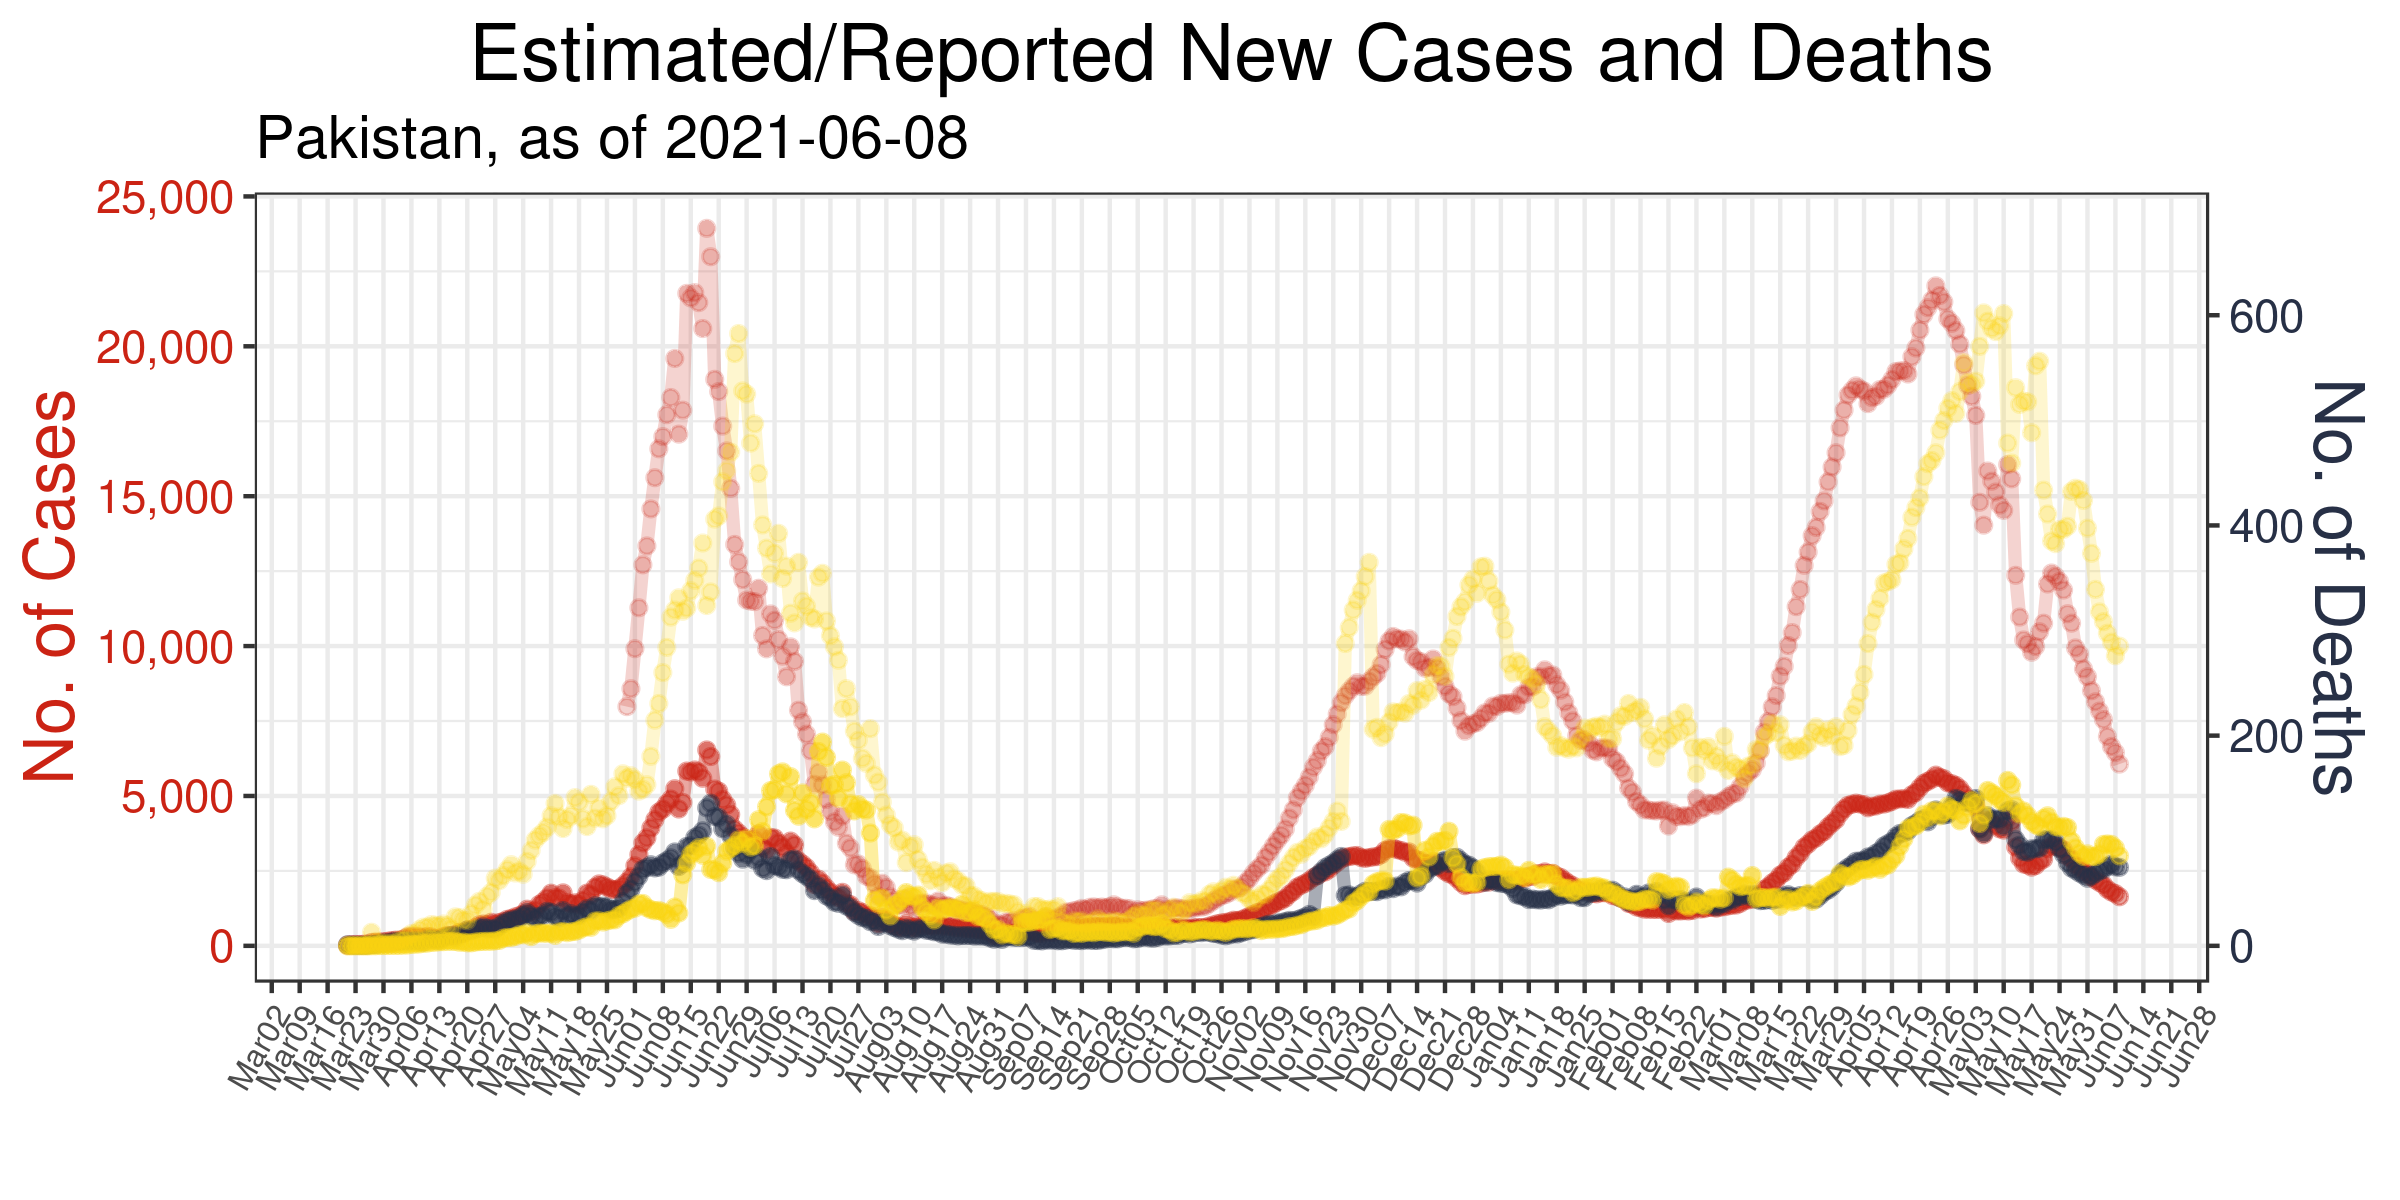 Estimated/Reported New Cases and Deaths
Pakistan, as of 2021-06-08
No. of Cases
25,000
20,000
15,000
10,000
5,000
0
No. of Deaths
600
400
200
0
Mar02
Mar09
Mar16
Mar23
Mar30
Apr06
Apr13
Apr20
Apr27
May04
May11
May18
May25
Jun01
Jun08
Jun15
Jun22
Jun29
Jul06
Jul13
Jul20
Jul27
Aug03
Aug10
Aug17
Aug24
Aug31
Sep07
Sep14
Sep21
Sep28
Oct05
Oct12
Oct19
Oct26
Nov02
Nov09
Nov16
Nov23
Nov30
Dec07
Dec14
Dec21
Dec28
Jan04
Jan11
Jan18
Jan25
Feb01
Feb08
Feb15
Feb22
Mar01
Mar08
Mar15
Mar22
Mar29
Apr05
Apr12
Apr19
Apr26
May03
May10
May17
May24
May31
Jun07
Jun14
Jun21
Jun28